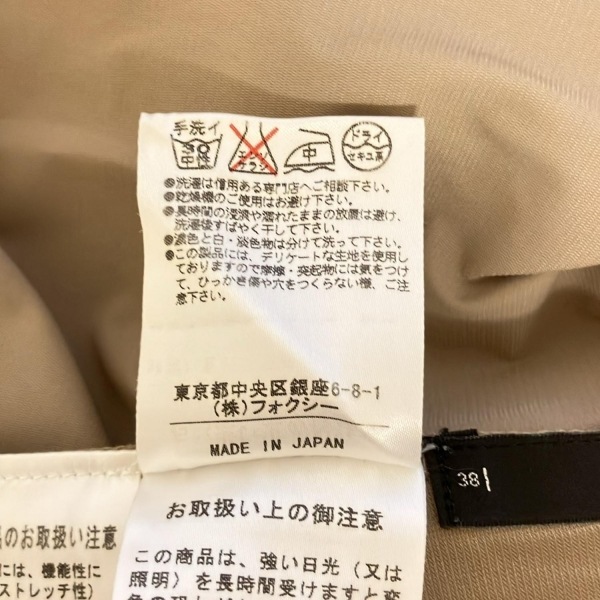 手洗イ
30
中性
エンソ
サラシ
中
ドライ
セキユ系
●洗濯は信用ある専門店へご相談下さい。
●乾燥機のご使用はお避け下さい。
●長時間の浸漬や濡れたままの放置は避け、
洗濯後すばやく干して下さい。
●濃色と白・淡色物は分けて洗って下さい。
●この製品には、デリケートな生地を使用し
ておりますので摩擦・突起物には気をつけ
て、ひっかき傷や穴をつくらない様、ご注
意下さい。
東京都中央区銀座6-8-1
(株)フォクシー
MADE IN JAPAN
38
お取扱い上の御注意
この商品は、強い日光(又は
照明)を長時間受けますと変
のお取扱い注意
には、機能性に
ストレッチ性)